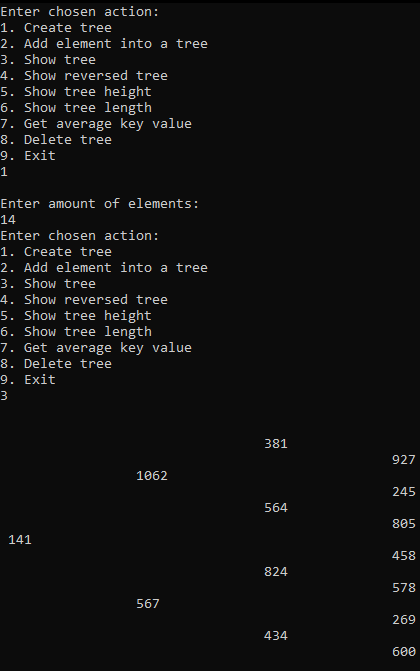 Enter chosen action:
1. Create tree
2. Add element into a tree
3. Show tree
4. Show reversed tree
5. Show tree height
6. Show tree length
7. Get average key value
8. Delete tree
9. Exit
1
Enter amount of elements:
14
Enter chosen action:
1. Create tree
2. Add element into a tree
3. Show tree
4. Show reversed tree
5. Show tree height
6. Show tree length
7. Get average key value
8. Delete tree
9. Exit
3
381
927
1062
245
564
805
141
458
824
578
567
269
434
600